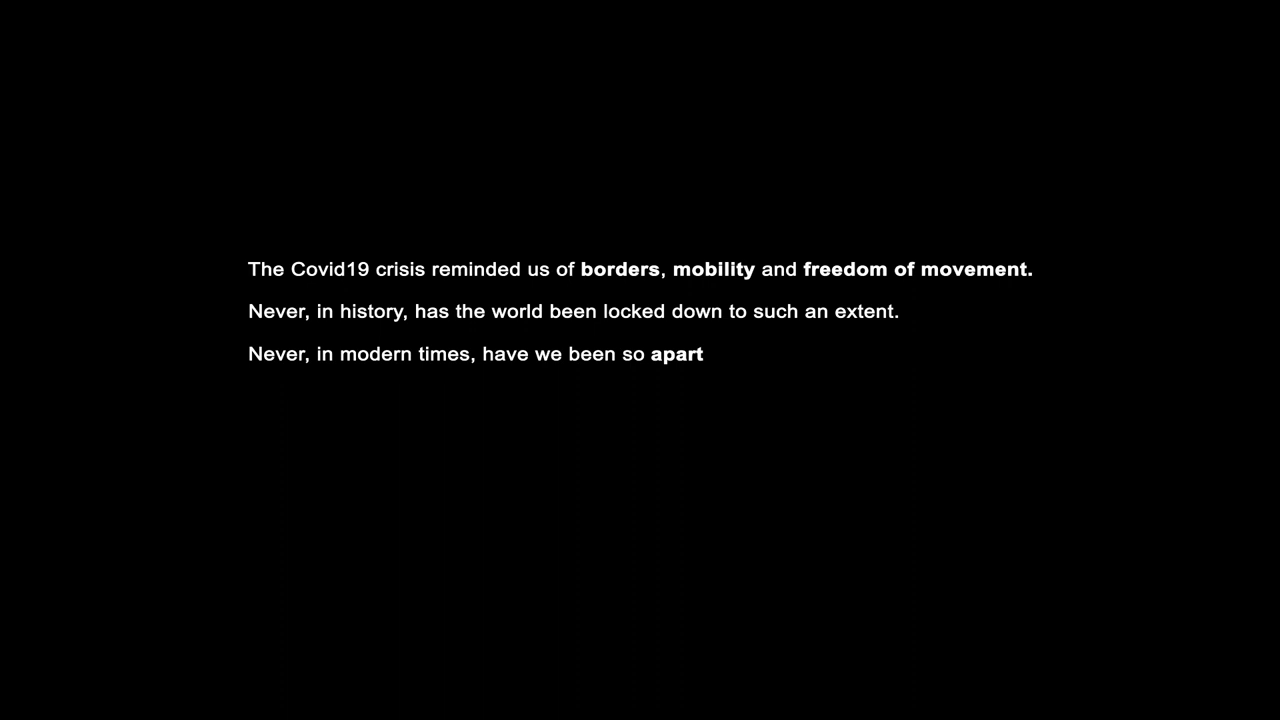 The Covid19 crisis reminded us of borders, mobility and freedom of movement.
Never, in history, has the world been locked down to such an extent.
Never, in modern times, have we been so apart